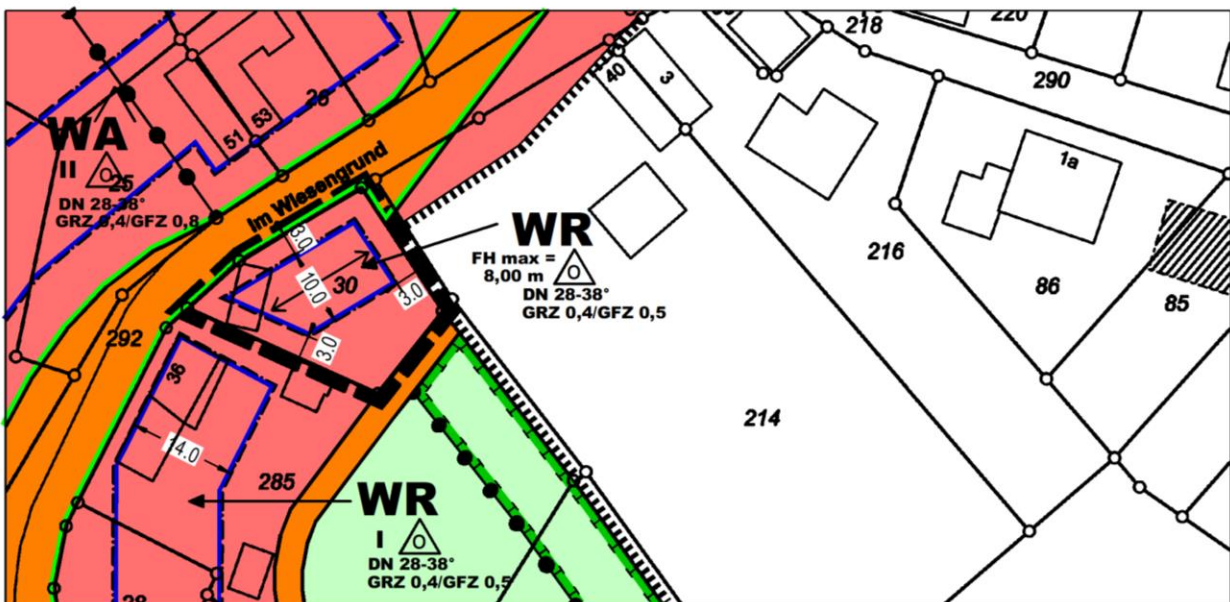 218
220
290
40
3
51
53
26
WA
II
O
25
DN 28-38°
GRZ 0,4/GFZ 0,8
Im Wiesengrund
1a
WR
FH max =
8,00 m
O
DN 28-38°
GRZ 0,4/GFZ 0,5
3.0
10.0
30
3.0
3.0
216
86
85
292
36
14.0
214
285
WR
I
O
DN 28-38°
GRZ 0,4/GFZ 0,5